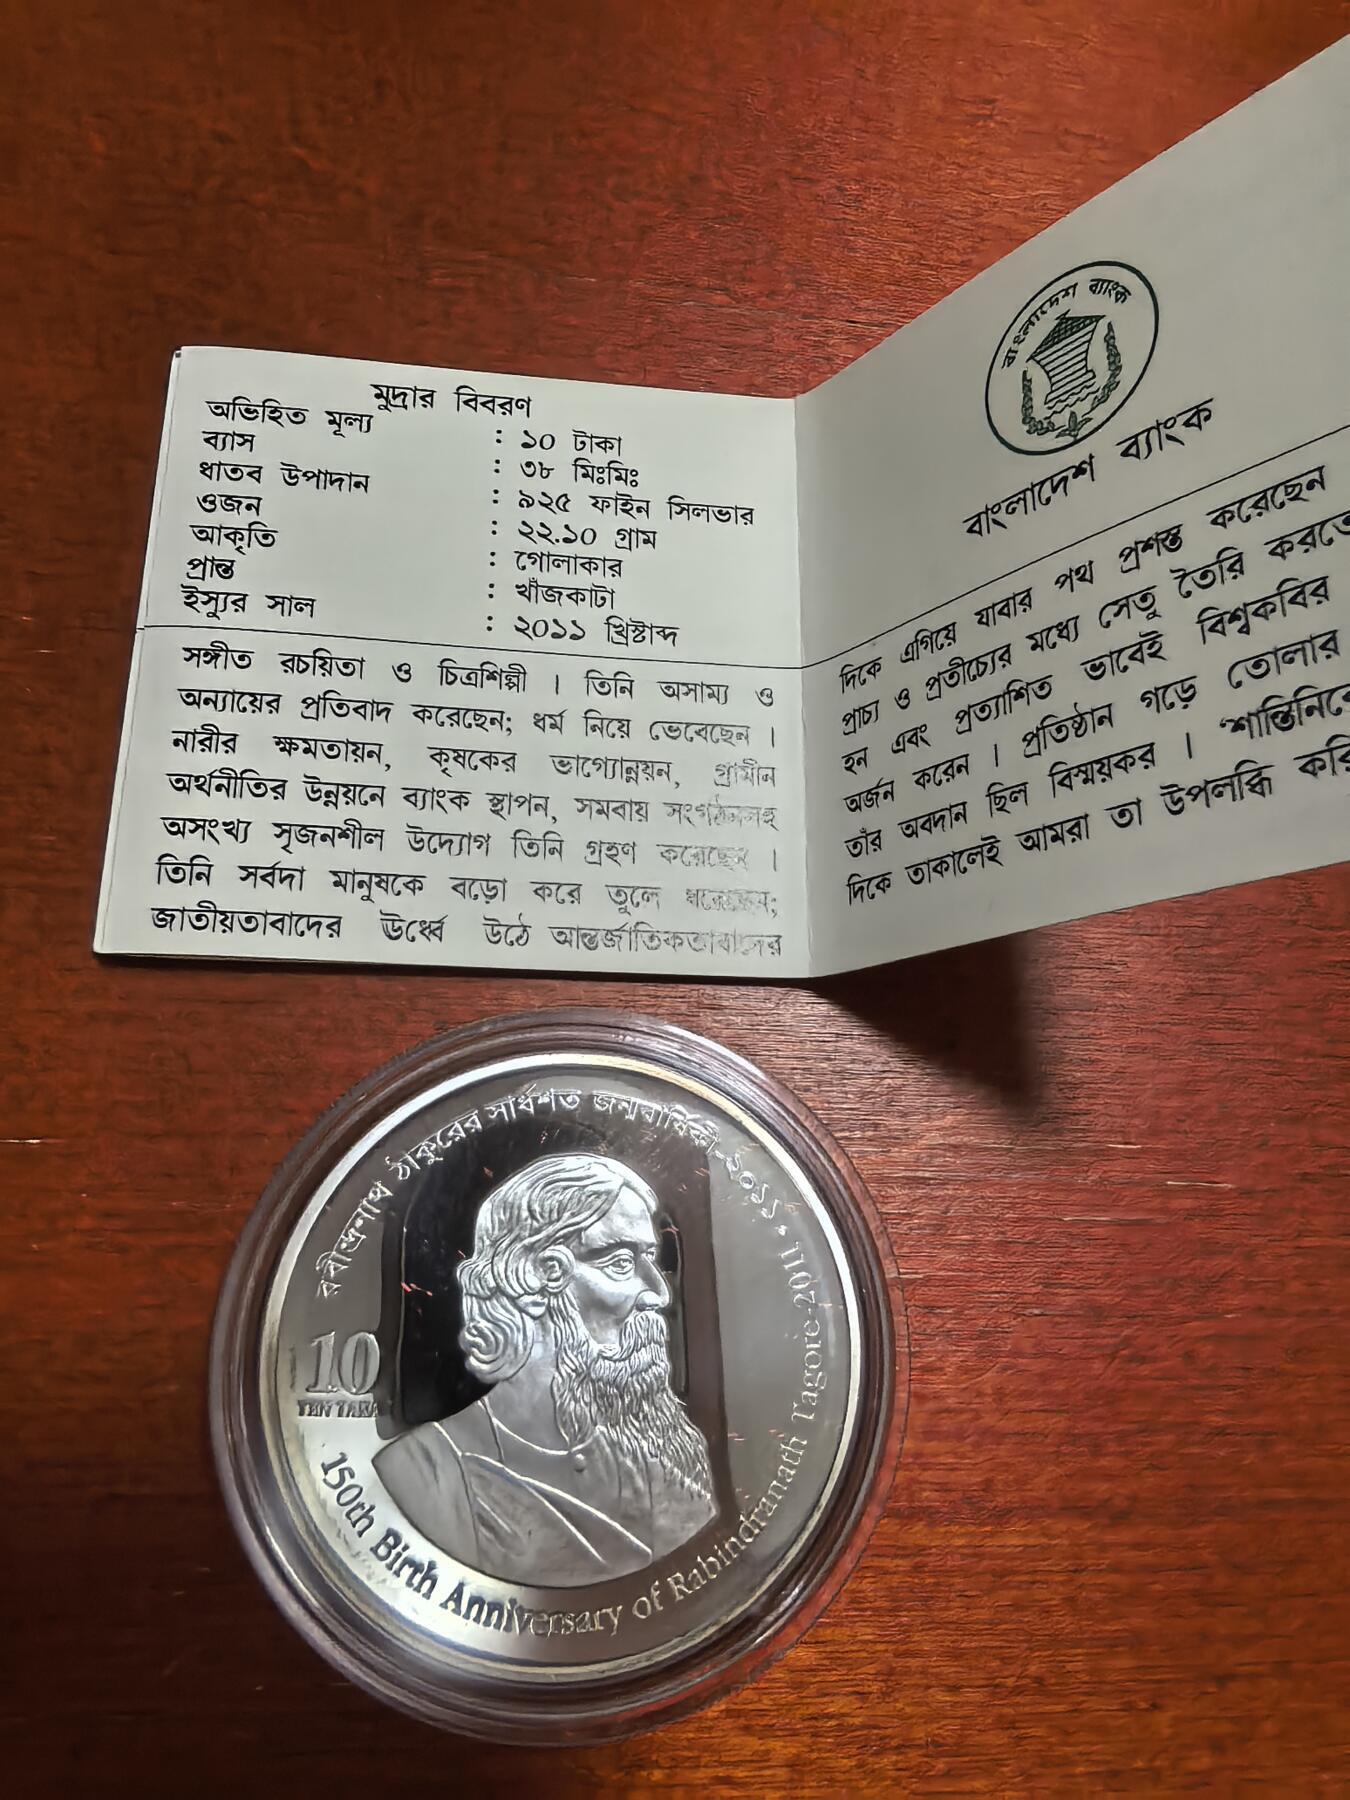 মুদ্রার বিবরণ
অভিহিত মূল্য : ১০ টাকা
ব্যাস : ৩৮ মিঃমিঃ
ধাতব উপাদান : ৯২৫ ফাইন সিলভার
ওজন : ২২.১০ গ্রাম
আকৃতি : গোলাকার
প্রান্ত : খাঁজকাটা
ইস্যুর সাল : ২০১১ খ্রিস্টাব্দ
সঙ্গীত রচয়িতা ও চিত্রশিল্পী । তিনি অসাম্য ও
অন্যায়ের প্রতিবাদ করেছেন; ধর্ম নিয়ে ভেবেছেন ।
নারীর ক্ষমতায়ন, কৃষকের ভাগ্যোন্নয়ন, গ্রামীন
অর্থনীতির উন্নয়নে ব্যাংক স্থাপন, সমবায় সংগঠনসহ
অসংখ্য সৃজনশীল উদ্যোগ তিনি গ্রহণ করেছেন ।
তিনি সর্বদা মানুষকে বড়ো করে তুলে ধরেছেন;
জাতীয়তাবাদের ঊর্ধ্বে উঠে আন্তর্জাতিকতাবাদের
বাংলাদেশ ব্যাংক
বাংলাদেশ ব্যাংক
দিকে এগিয়ে যাবার পথ প্রশস্ত করেছেন
প্রাচ্য ও প্রতীচ্যের মধ্যে সেতু তৈরি করতে
হন এবং প্রত্যাশিত ভাবেই বিশ্বকবির
অর্জন করেন । প্রতিষ্ঠান গড়ে তোলার
তাঁর অবদান ছিল বিস্ময়কর । ‘শান্তিনিকে
দিকে তাকালেই আমরা তা উপলব্ধি করি
রবীন্দ্রনাথ ঠাকুরের সার্ধশত জন্মবার্ষিকী-২০১১
10
TEN TAKA
150th Birth Anniversary of Rabindranath Tagore-2011